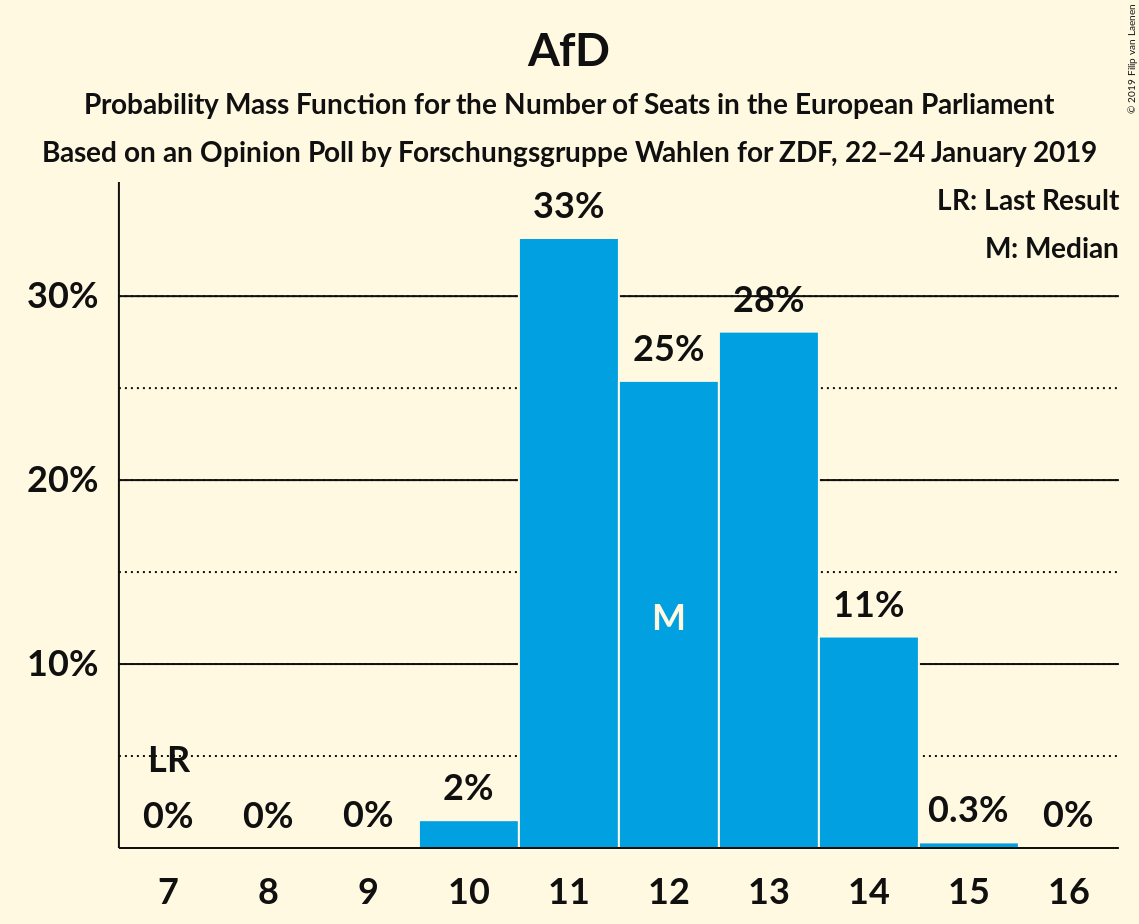 AfD
Probability Mass Function for the Number of Seats in the European Parliament
Based on an Opinion Poll by Forschungsgruppe Wahlen for ZDF, 22–24 January 2019
© 2019 Filip van Laenen
LR: Last Result
M: Median
33%
30%
28%
25%
20%
M
11%
10%
LR
0%
0%
0%
2%
0.3%
0%
7 8 9 10 11 12 13 14 15 16